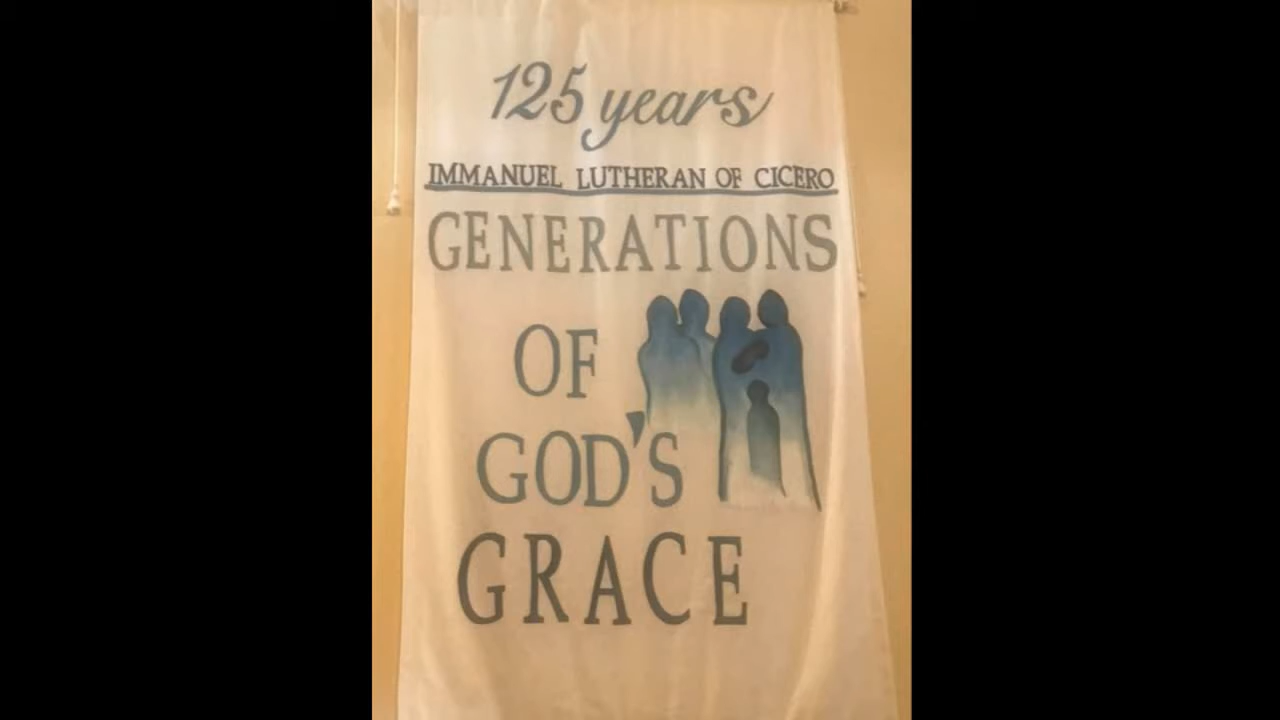 125 years
IMMANUEL LUTHERAN OF CICERO
GENERATIONS
OF
GOD'S
GRACE